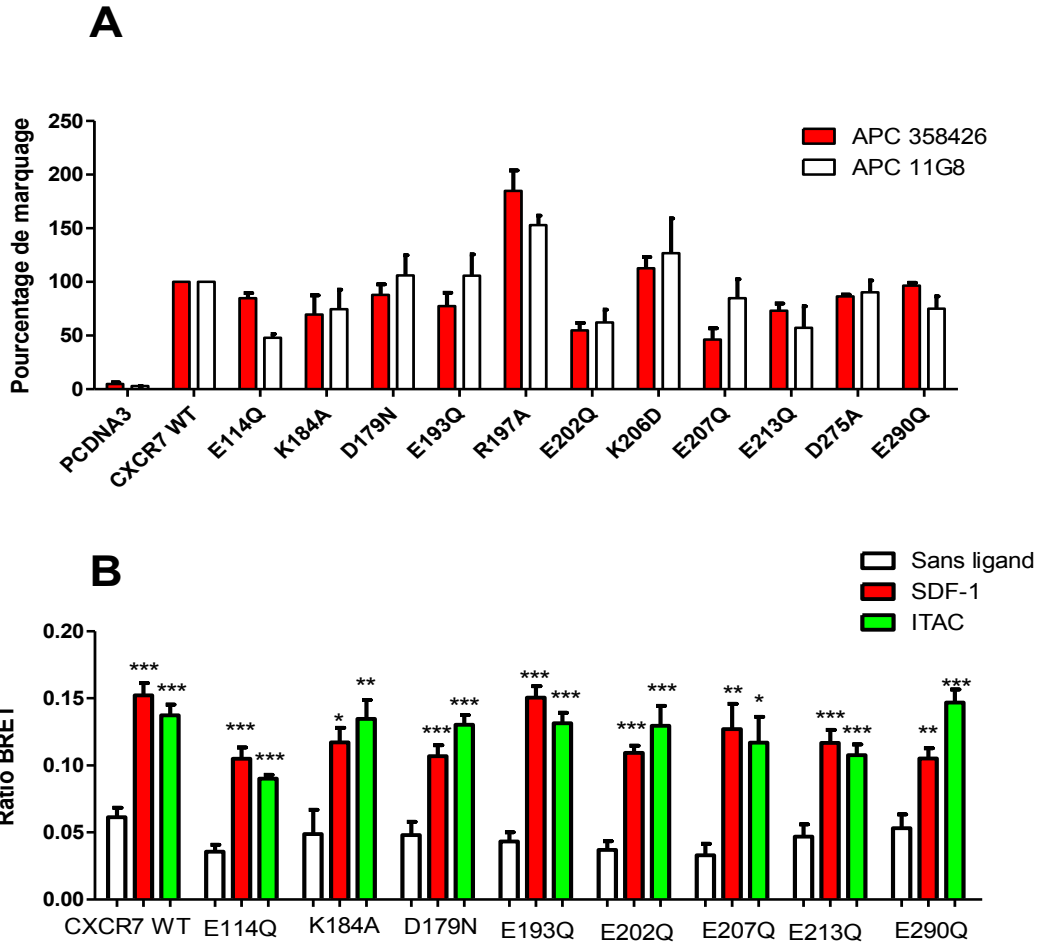 A
Pourcentage de marquage
250
200
150
100
50
0
APC 358426
APC 11G8
PCDNA3
CXCR7 WT
E114Q
K184A
D179N
E193Q
R197A
E202Q
K206D
E207Q
E213Q
D275A
E290Q
B
Sans ligand
SDF-1
ITAC
Ratio BRET
0.20
0.15
0.10
0.05
0.00
*** ***
*** ***
* **
*** ***
*** ***
*** ***
** *
*** ***
** ***
CXCR7 WT
E114Q
K184A
D179N
E193Q
E202Q
E207Q
E213Q
E290Q